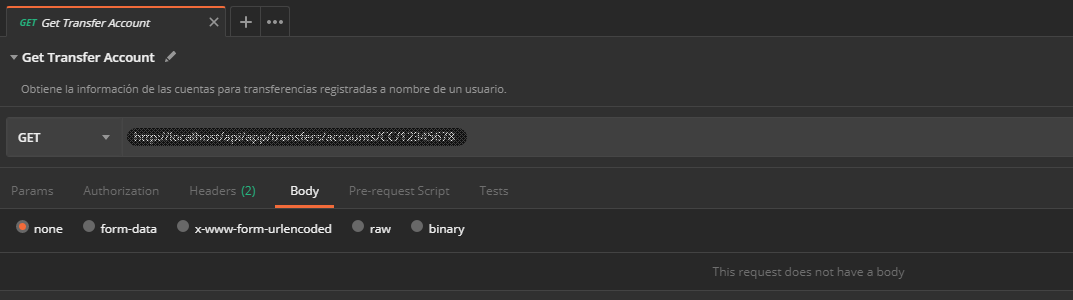 GET Get Transfer Account
Get Transfer Account
Obtiene la información de las cuentas para transferencias registradas a nombre de un usuario.
GET http://localhost/api/app/transfers/accounts/CC/12345678
Params Authorization Headers (2) Body Pre-request Script Tests
none form-data x-www-form-urlencoded raw binary
This request does not have a body